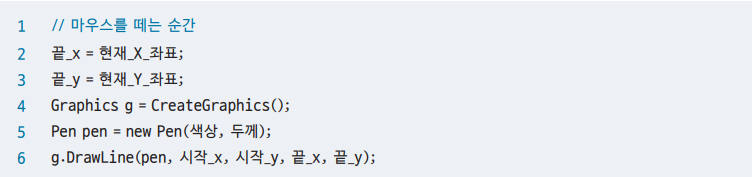 1 // 마우스를 떼는 순간
2 끝_x = 현재_X_좌표;
3 끝_y = 현재_Y_좌표;
4 Graphics g = CreateGraphics();
5 Pen pen = new Pen(색상, 두께);
6 g.DrawLine(pen, 시작_x, 시작_y, 끝_x, 끝_y);